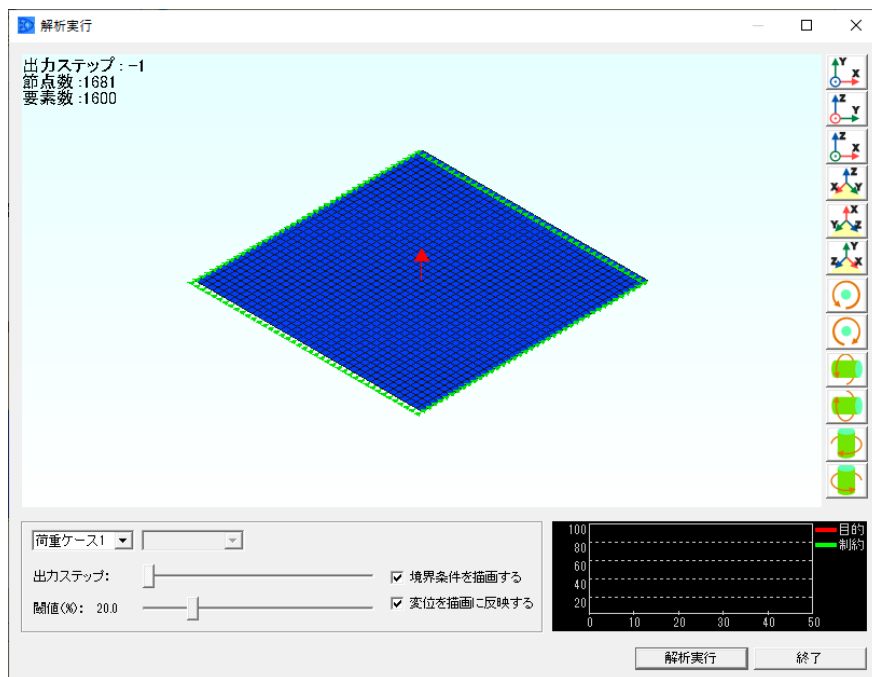 解析実行
出力ステップ:-1
節点数:1681
要素数:1600
Y
X
Z
Y
Z
X
Z
X
Y
X
Y
Z
Y
Z
X
荷重ケース1
出力ステップ:
閾値(%): 20.0
境界条件を描画する
変位を描画に反映する
100
80
60
40
20
0 10 20 30 40 50
目的
制約
解析実行
終了